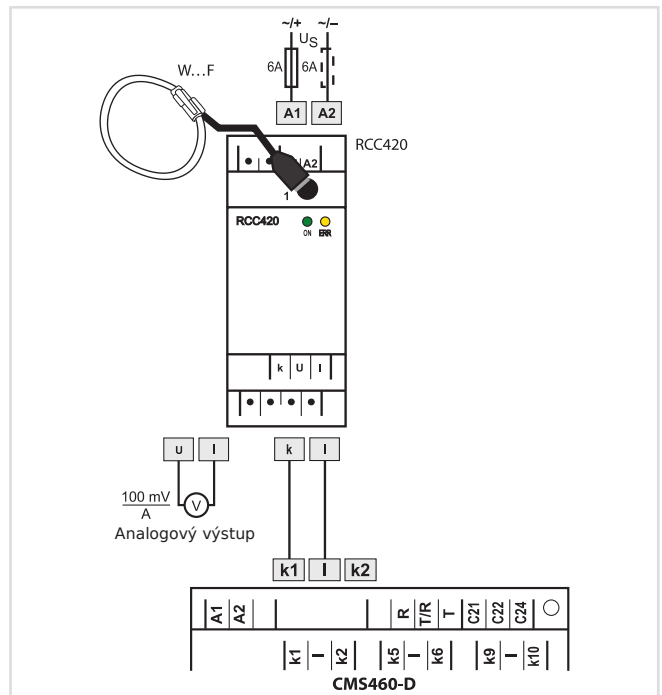 ~/+ ~/–
U_S
6A 6A
W...F
A1 A2
RCC420
A2
1
RCC420
ON ERR
k U I
U I k I
100 mV
A
V
Analogový výstup
k1 I k2
A1 A2 R T/R T C21 C22 C24
k1 I k2 k5 I k6 k9 I k10
CMS460-D